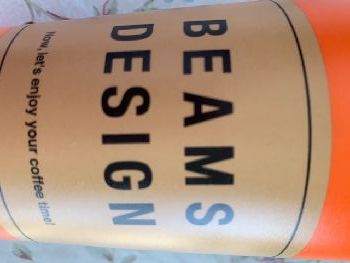 BEAMS
DESIGN
Now, let's enjoy your coffee time!